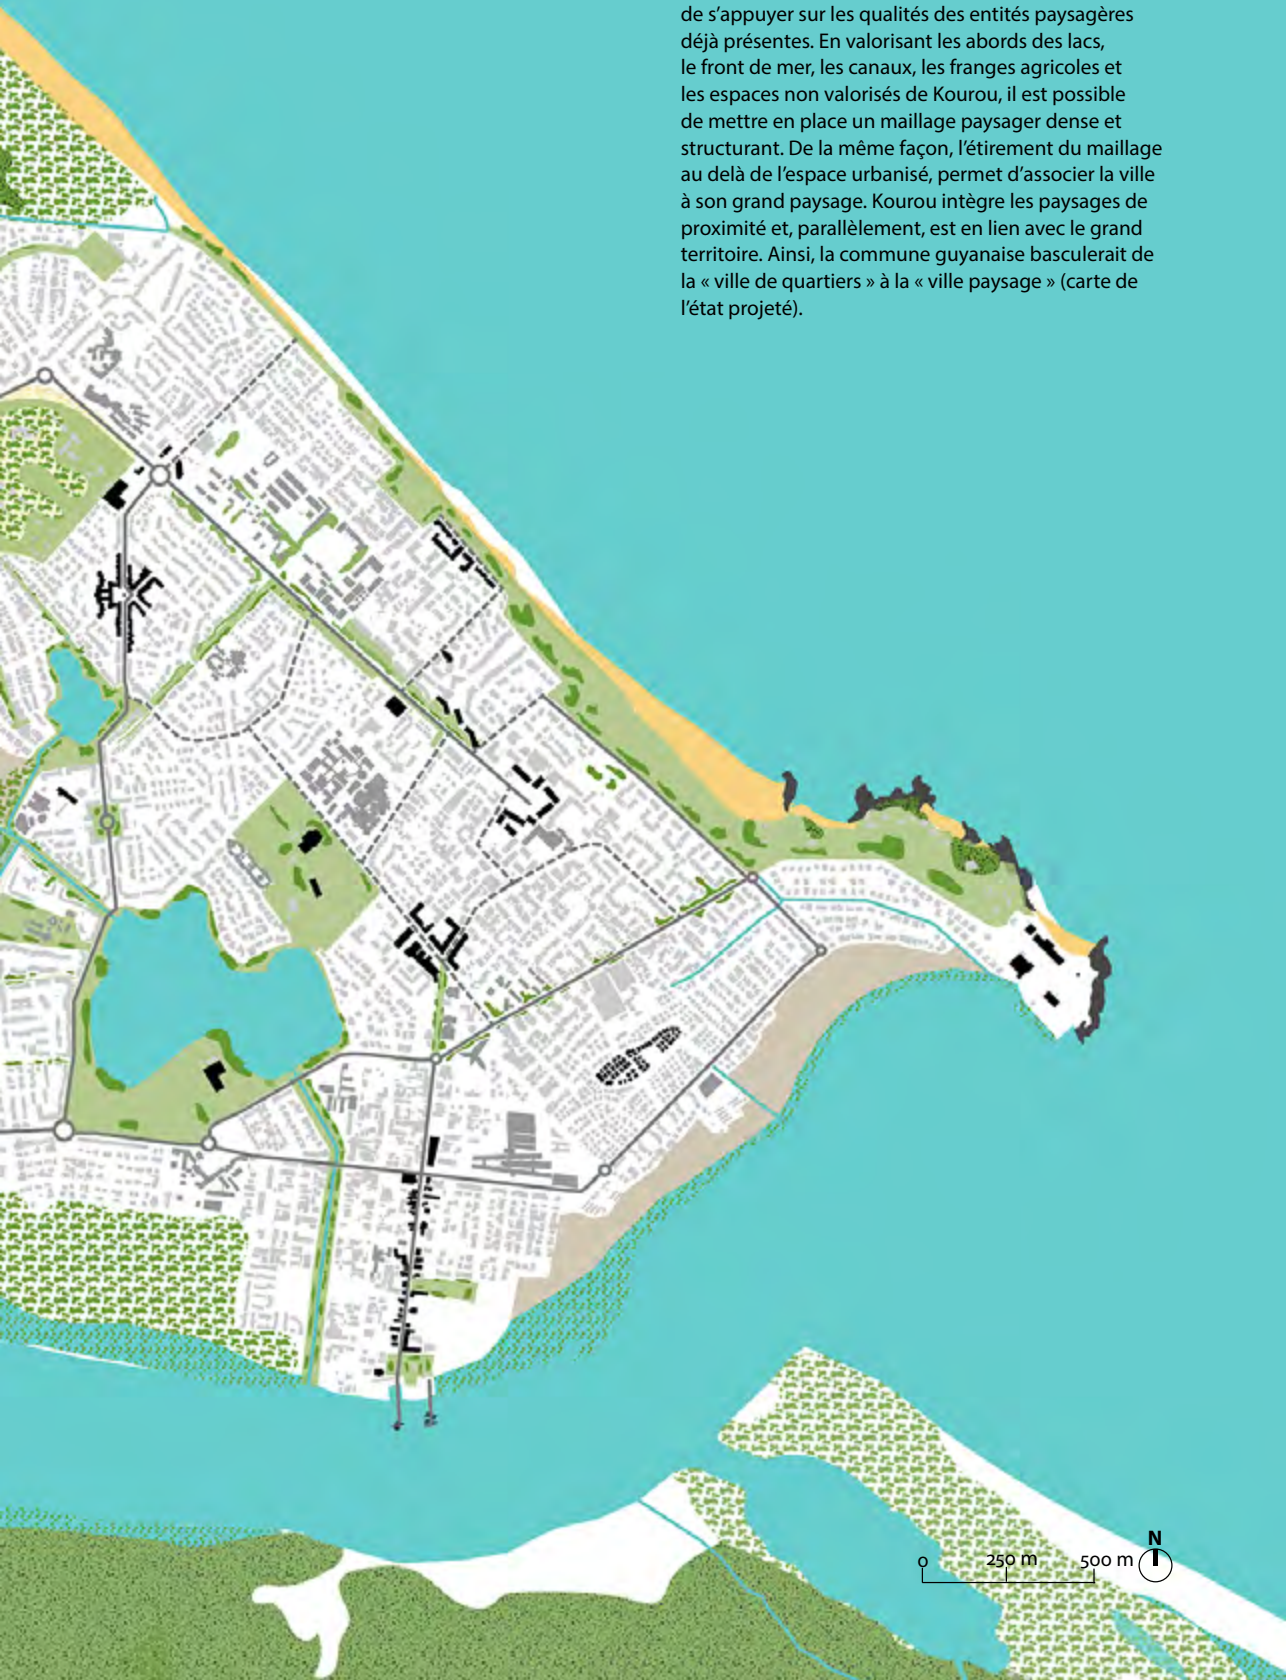 de s’appuyer sur les qualités des entités paysagères
déjà présentes. En valorisant les abords des lacs,
le front de mer, les canaux, les franges agricoles et
les espaces non valorisés de Kourou, il est possible
de mettre en place un maillage paysager dense et
structurant. De la même façon, l’étirement du maillage
au delà de l’espace urbanisé, permet d’associer la ville
à son grand paysage. Kourou intègre les paysages de
proximité et, parallèlement, est en lien avec le grand
territoire. Ainsi, la commune guyanaise basculerait de
la « ville de quartiers » à la « ville paysage » (carte de
l’état projeté).
N
0 250 m 500 m